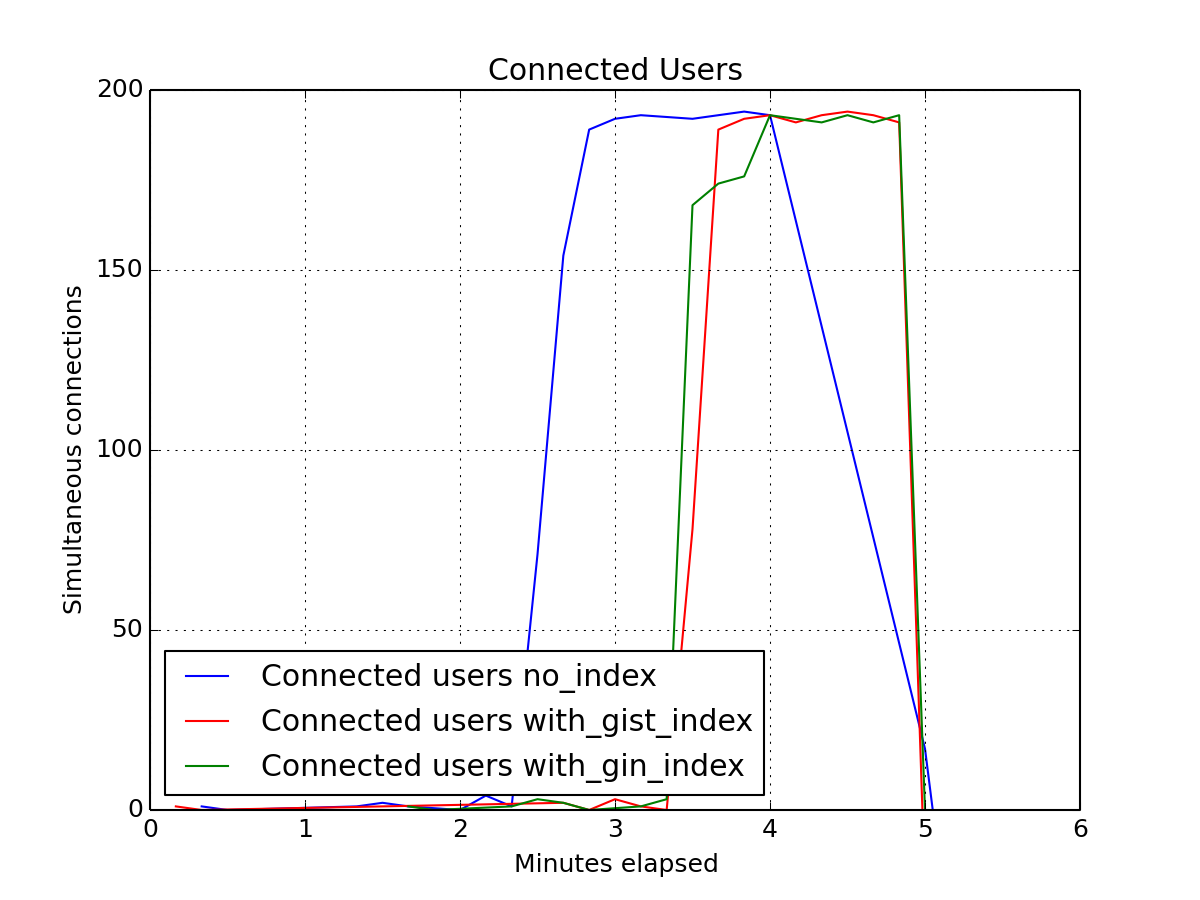 Connected Users
200
150
100
50
0
Simultaneous connections
Connected users no_index
Connected users with_gist_index
Connected users with_gin_index
0 1 2 3 4 5 6
Minutes elapsed